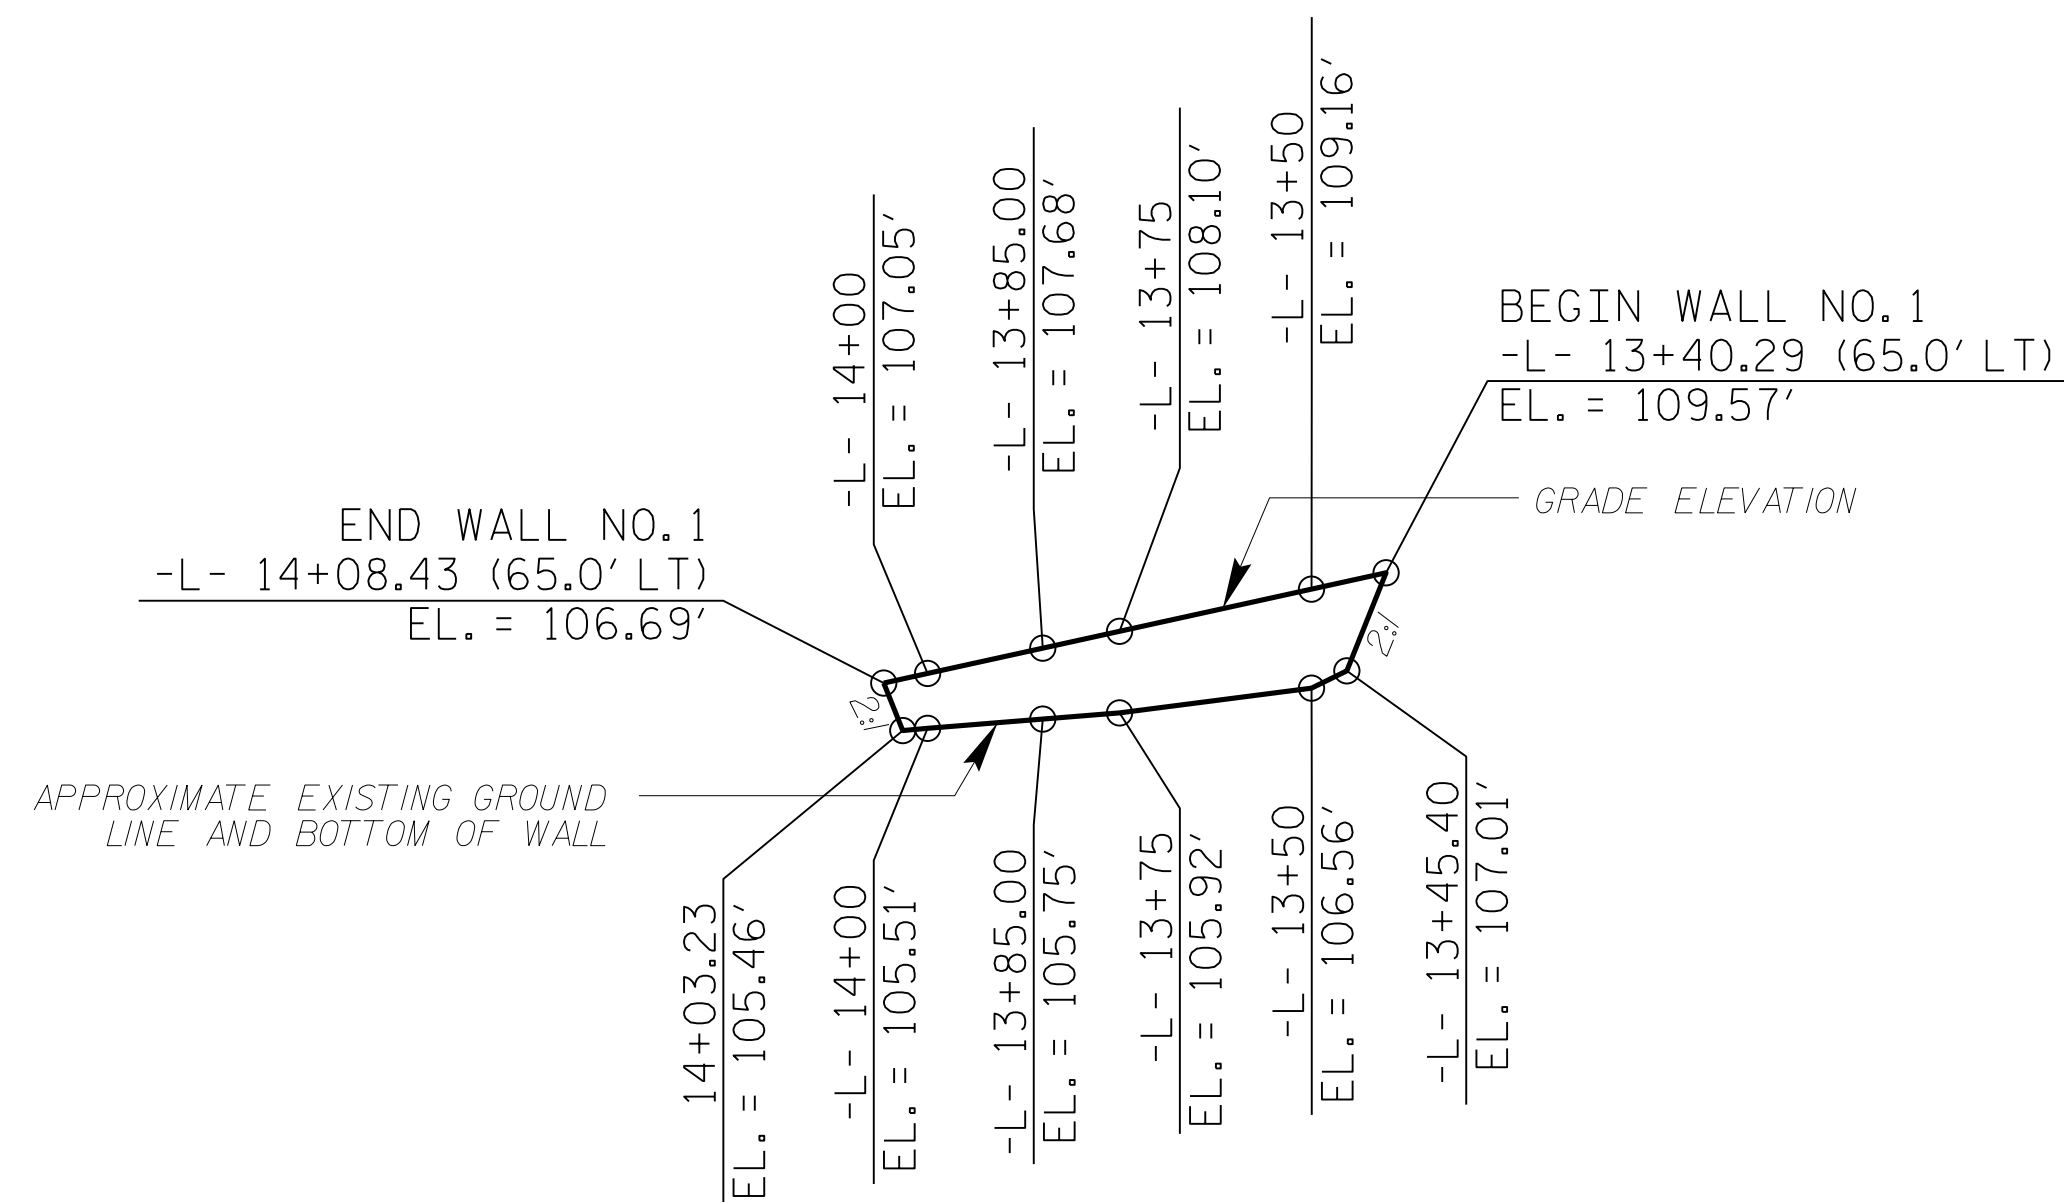 -L- 14+00
EL. = 107.05'
-L- 13+85.00
EL. = 107.68'
-L- 13+75
EL. = 108.10'
-L- 13+50
EL. = 109.16'
BEGIN WALL NO. 1
-L- 13+40.29 (65.0' LT)
EL. = 109.57'
GRADE ELEVATION
END WALL NO. 1
-L- 14+08.43 (65.0' LT)
EL. = 106.69'
2:1
2:1
APPROXIMATE EXISTING GROUND
LINE AND BOTTOM OF WALL
14+03.23
EL. = 105.46'
-L- 14+00
EL. = 105.51'
-L- 13+85.00
EL. = 105.75'
-L- 13+75
EL. = 105.92'
-L- 13+50
EL. = 106.56'
-L- 13+45.40
EL. = 107.01'